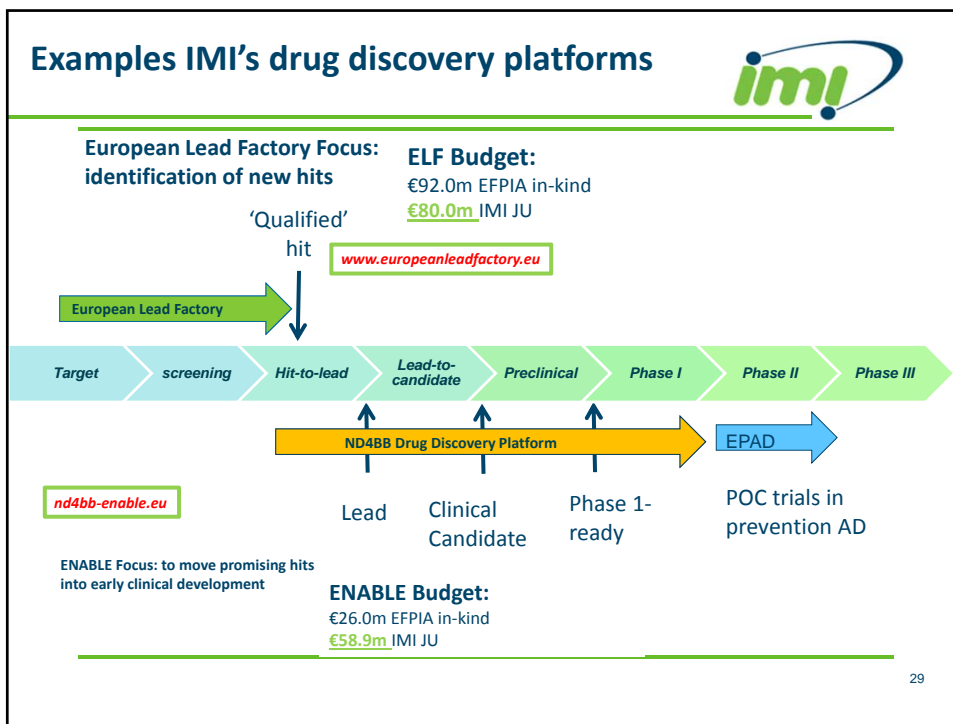 Examples IMI's drug discovery platforms
imi
European Lead Factory Focus:
identification of new hits
ELF Budget:
€92.0m EFPIA in-kind
€80.0m IMI JU
'Qualified'
hit
www.europeanleadfactory.eu
European Lead Factory
Target
screening
Hit-to-lead
Lead-to-
candidate
Preclinical
Phase I
Phase II
Phase III
ND4BB Drug Discovery Platform
EPAD
nd4bb-enable.eu
Lead
Clinical
Candidate
Phase 1-
ready
POC trials in
prevention AD
ENABLE Focus: to move promising hits
into early clinical development
ENABLE Budget:
€26.0m EFPIA in-kind
€58.9m IMI JU
29